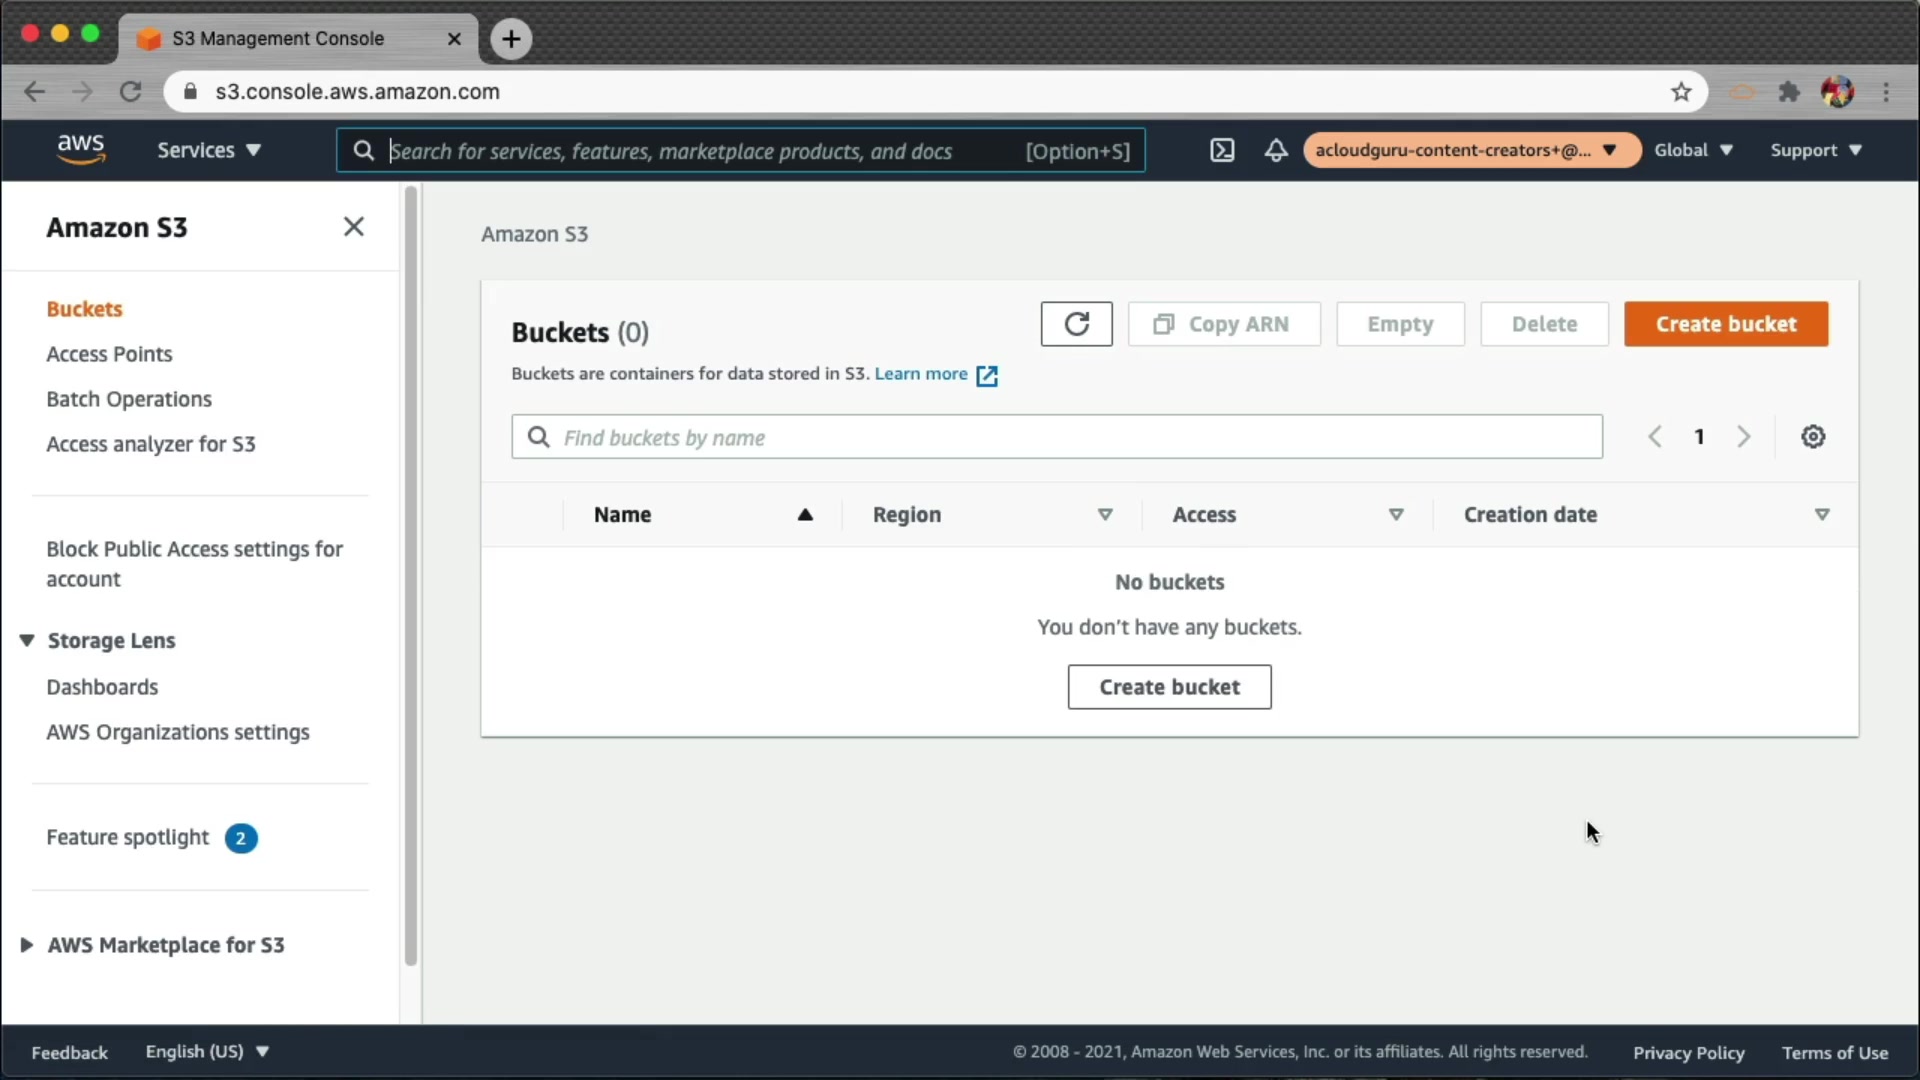 S3 Management Console
s3.console.aws.amazon.com
aws
Services
Search for services, features, marketplace products, and docs
[Option+S]
acloudguru-content-creators+@...
Global
Support
Amazon S3
Buckets
Access Points
Batch Operations
Access analyzer for S3
Block Public Access settings for
account
Storage Lens
Dashboards
AWS Organizations settings
Feature spotlight 2
AWS Marketplace for S3
Amazon S3
Buckets (0)
Copy ARN
Empty
Delete
Create bucket
Buckets are containers for data stored in S3. Learn more
Find buckets by name
1
Name
Region
Access
Creation date
No buckets
You don't have any buckets.
Create bucket
Feedback
English (US)
© 2008 - 2021, Amazon Web Services, Inc. or its affiliates. All rights reserved.
Privacy Policy
Terms of Use